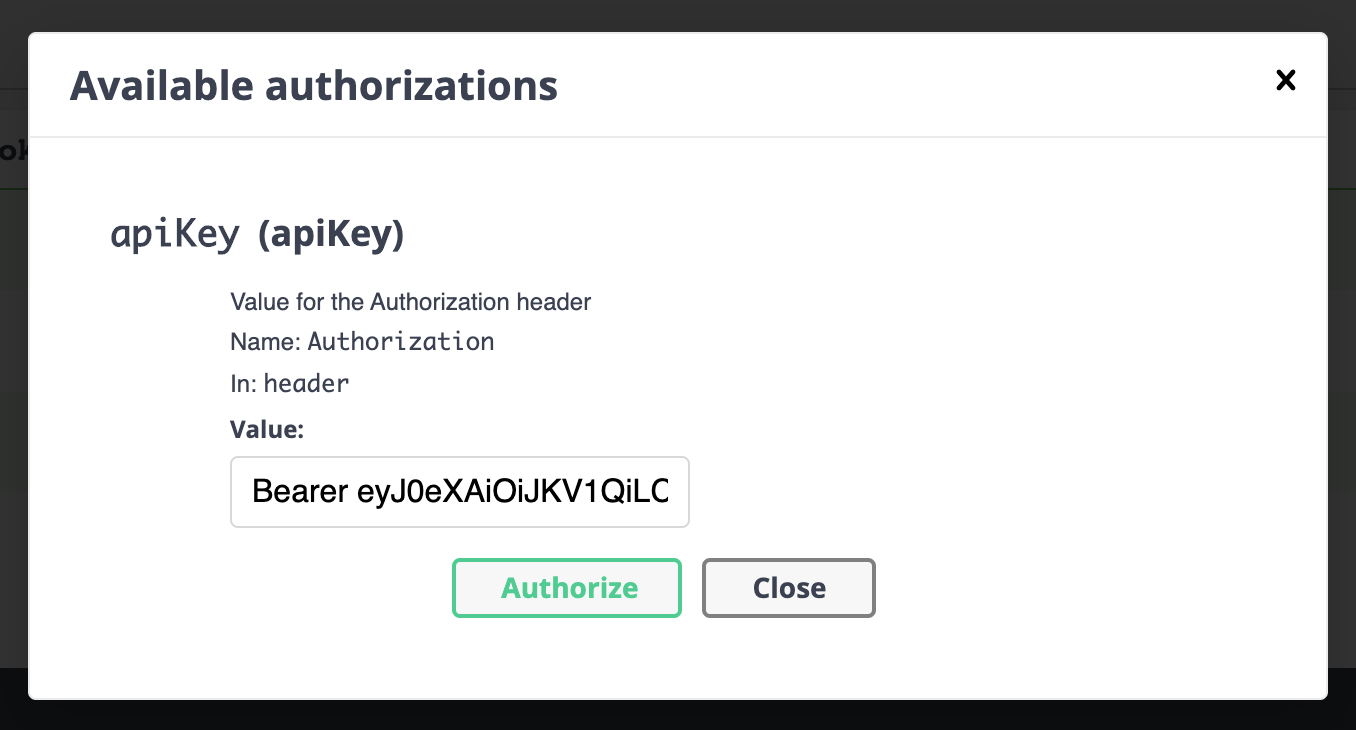 Available authorizations
apiKey (apiKey)
Value for the Authorization header
Name: Authorization
In: header
Value:
Bearer eyJ0eXAiOiJKV1QiLC
Authorize
Close